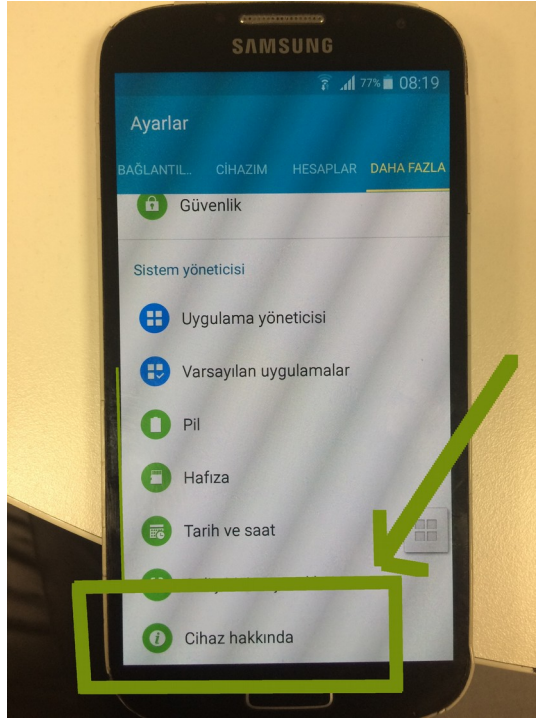 SAMSUNG
77% 08:19
Ayarlar
BAĞLANTIL.. CİHAZIM HESAPLAR DAHA FAZLA
Güvenlik
Sistem yöneticisi
Uygulama yöneticisi
Varsayılan uygulamalar
Pil
Hafıza
Tarih ve saat
Cihaz hakkında